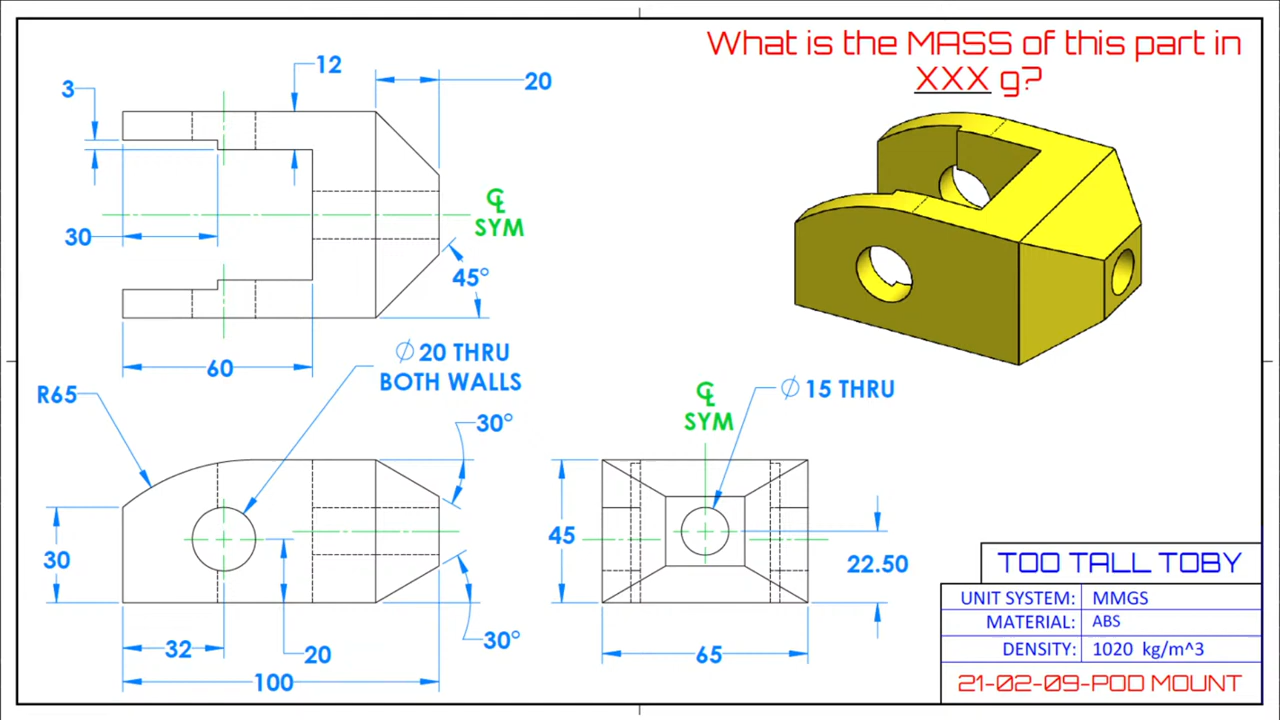 What is the MASS of this part in
XXX g?
12
3
20
30
℄
SYM
45°
60
Ø 20 THRU
BOTH WALLS
R65
30°
℄
SYM
Ø 15 THRU
30
45
22.50
32
20
30°
100
65
TOO TALL TOBY
UNIT SYSTEM: MMGS
MATERIAL: ABS
DENSITY: 1020 kg/m^3
21-02-09-POD MOUNT